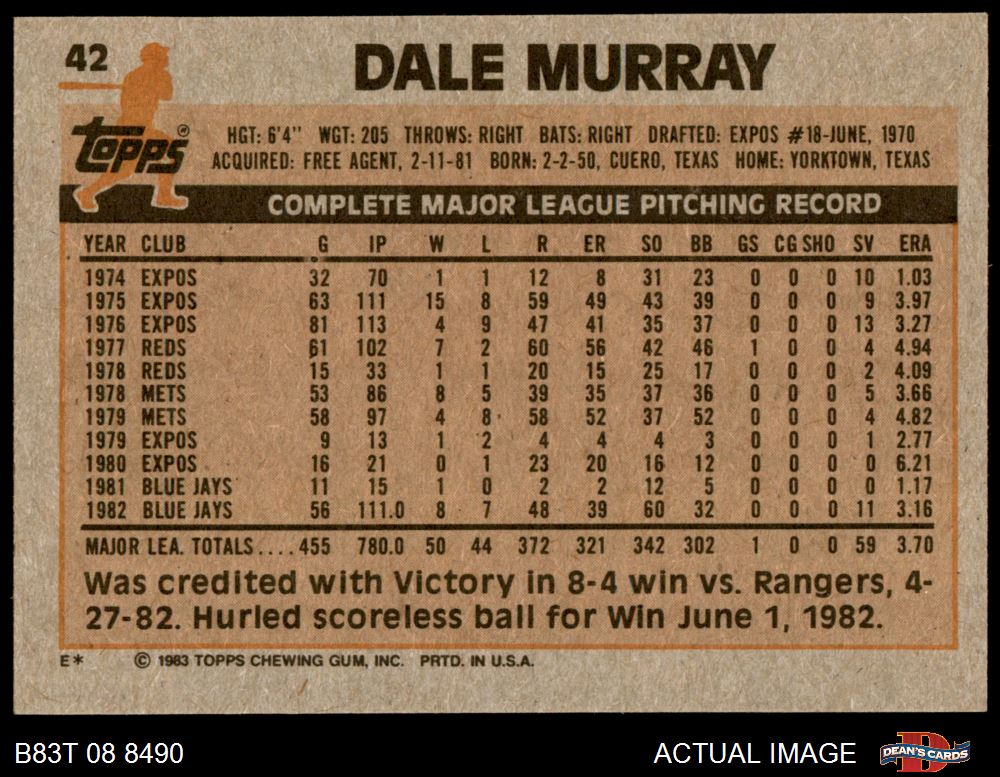 42
DALE MURRAY
Topps®
HGT: 6'4" WGT: 205 THROWS: RIGHT BATS: RIGHT DRAFTED: EXPOS #18-JUNE, 1970
ACQUIRED: FREE AGENT, 2-11-81 BORN: 2-2-50, CUERO, TEXAS HOME: YORKTOWN, TEXAS
COMPLETE MAJOR LEAGUE PITCHING RECORD
YEAR CLUB G IP W L R ER SO BB GS CG SHO SV ERA
1974 EXPOS 32 70 1 1 12 8 31 23 0 0 0 10 1.03
1975 EXPOS 63 111 15 8 59 49 43 39 0 0 0 9 3.97
1976 EXPOS 81 113 4 9 47 41 35 37 0 0 0 13 3.27
1977 REDS 61 102 7 2 60 56 42 46 1 0 0 4 4.94
1978 REDS 15 33 1 1 20 15 25 17 0 0 0 2 4.09
1978 METS 53 86 8 5 39 35 37 36 0 0 0 5 3.66
1979 METS 58 97 4 8 58 52 37 52 0 0 0 4 4.82
1979 EXPOS 9 13 1 2 4 4 4 3 0 0 0 1 2.77
1980 EXPOS 16 21 0 1 23 20 16 12 0 0 0 0 6.21
1981 BLUE JAYS 11 15 1 0 2 2 12 5 0 0 0 0 1.17
1982 BLUE JAYS 56 111.0 8 7 48 39 60 32 0 0 0 11 3.16
MAJOR LEA. TOTALS....455 780.0 50 44 372 321 342 302 1 0 0 59 3.70
Was credited with Victory in 8-4 win vs. Rangers, 4-
27-82. Hurled scoreless ball for Win June 1, 1982.
E* © 1983 TOPPS CHEWING GUM, INC. PRTD. IN U.S.A.
B83T 08 8490 ACTUAL IMAGE DEAN'S CARDS